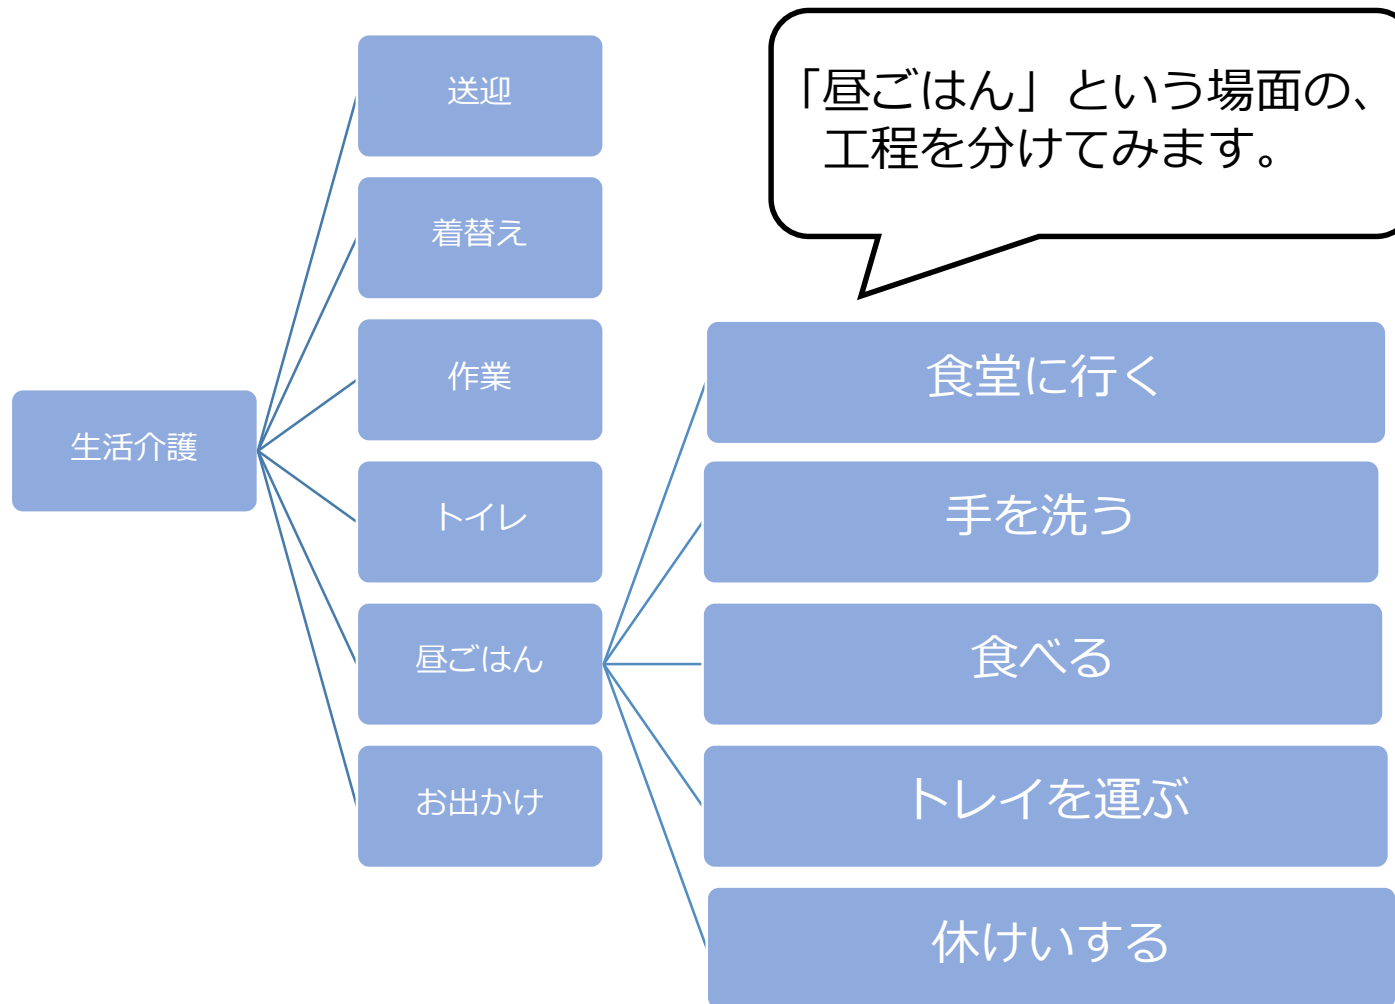 「昼ごはん」という場面の、
工程を分けてみます。
生活介護
送迎
着替え
作業
トイレ
昼ごはん
お出かけ
食堂に行く
手を洗う
食べる
トレイを運ぶ
休けいする